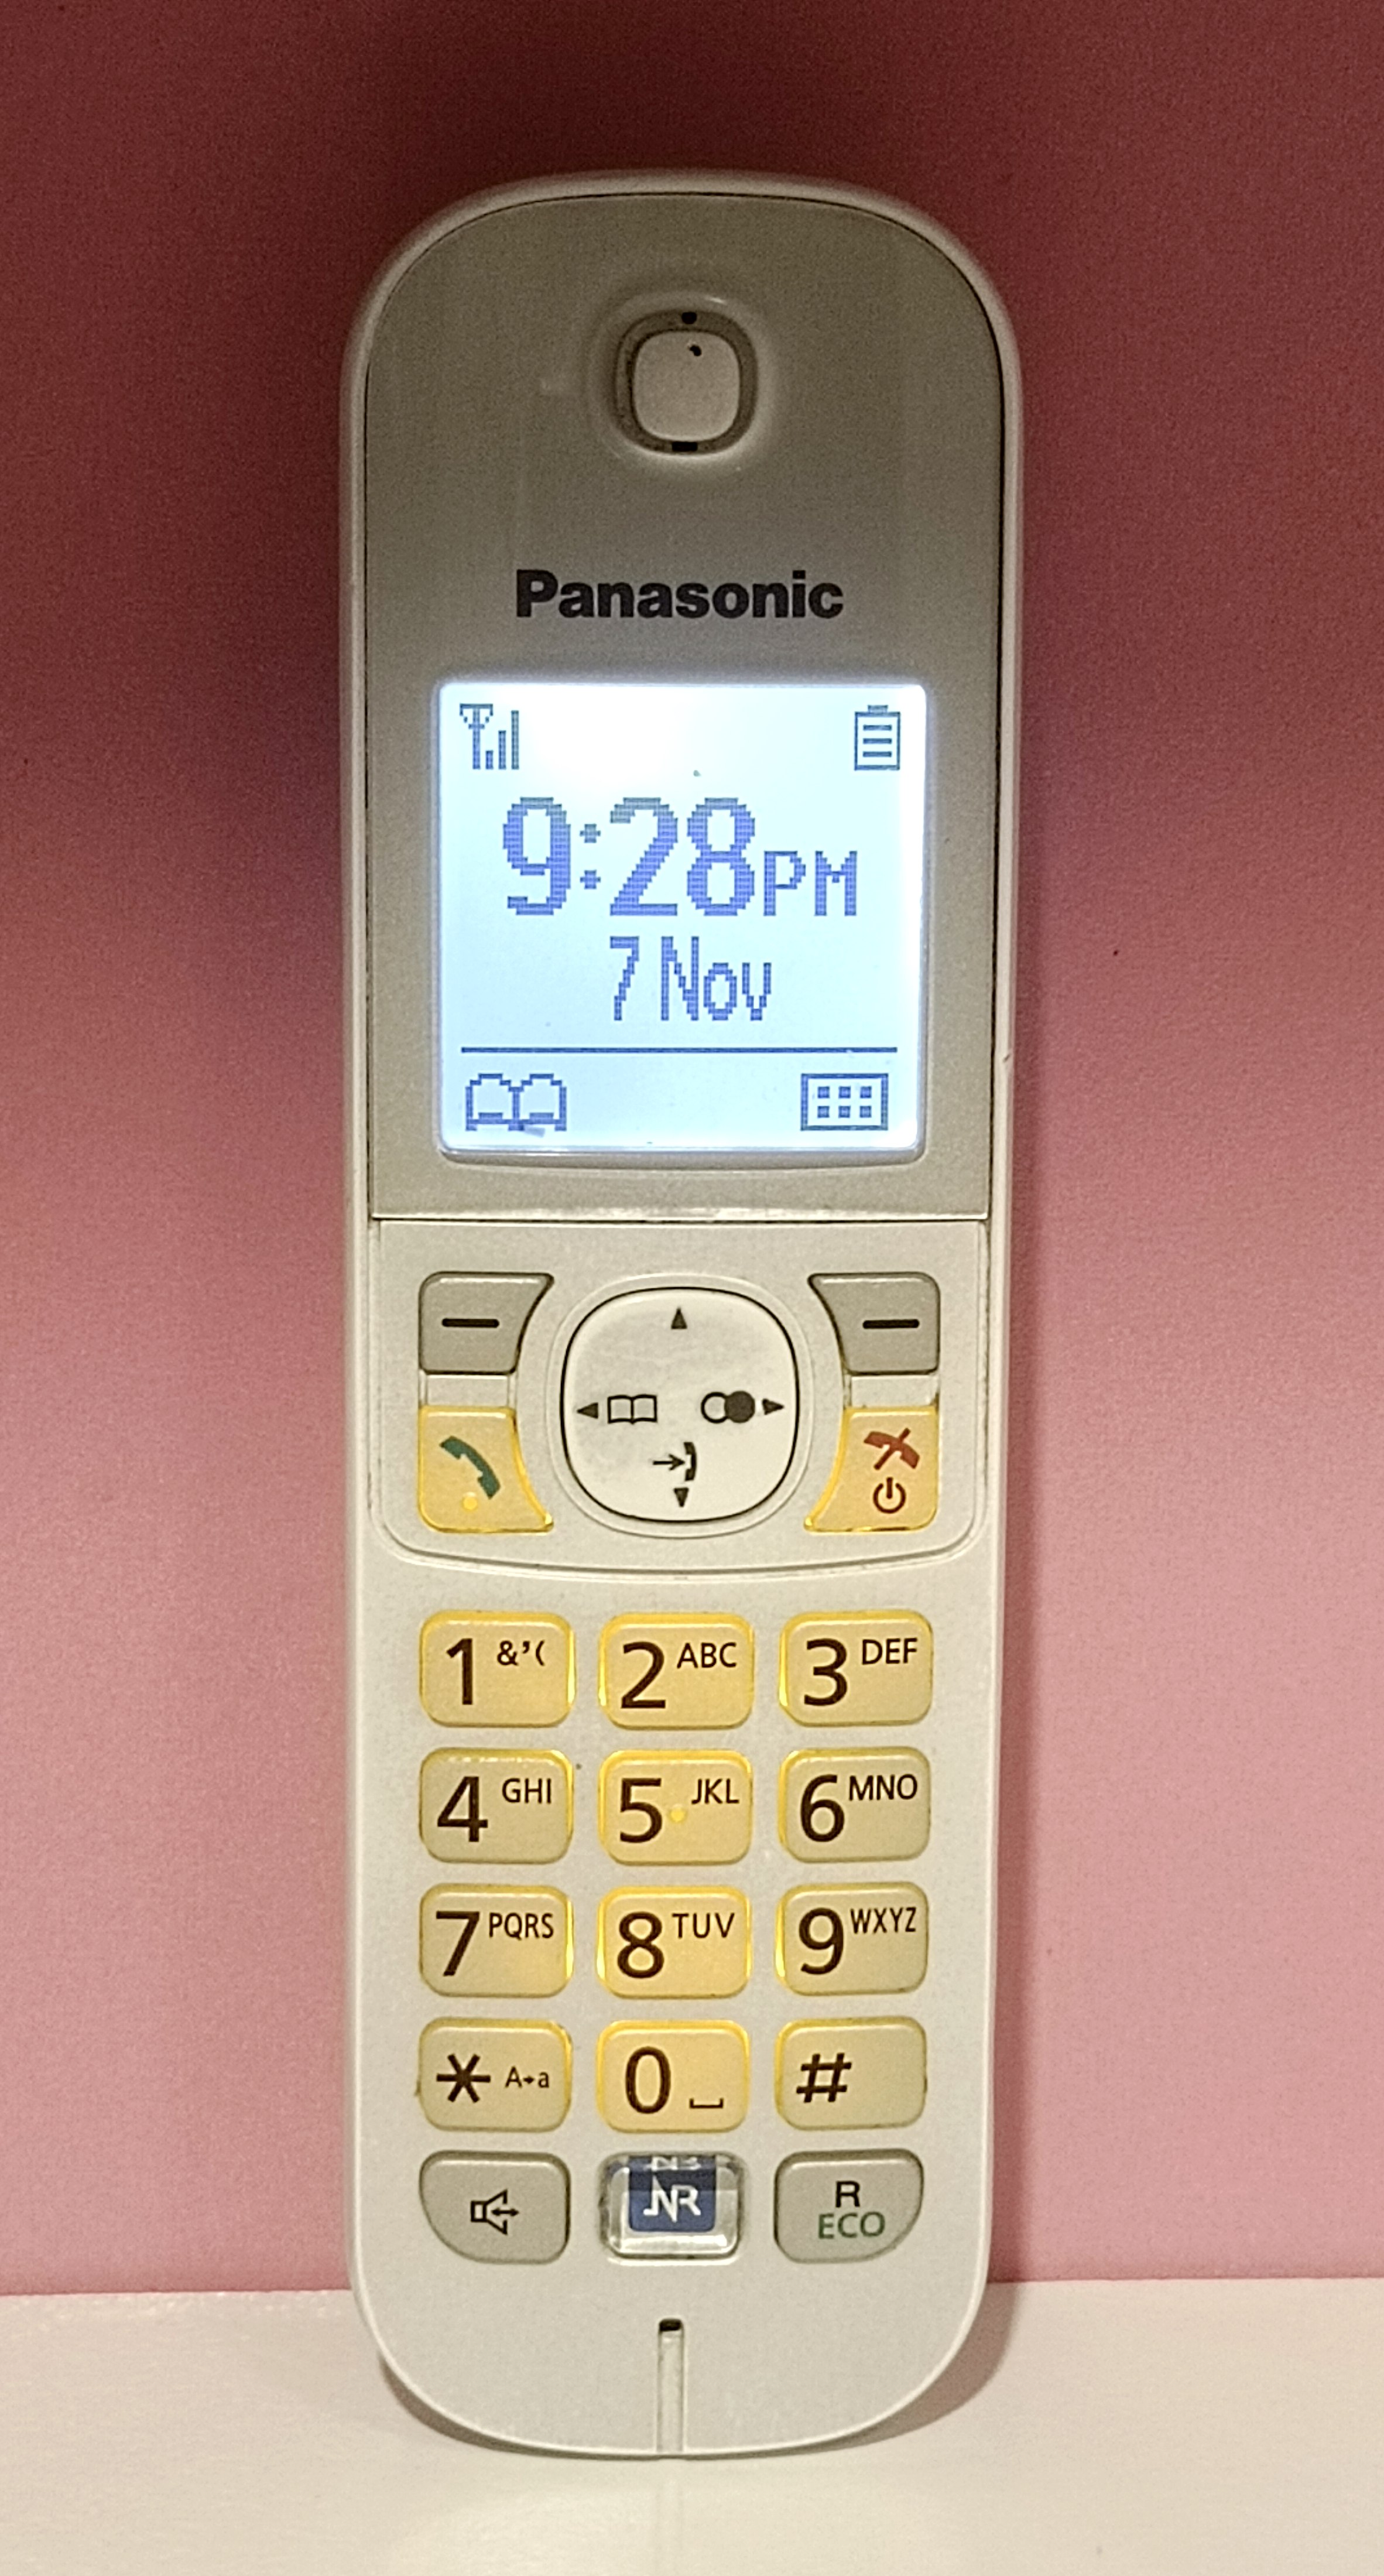 Panasonic
9:28PM
7 Nov
1 &'( 2 ABC 3 DEF
4 GHI 5 JKL 6 MNO
7 PQRS 8 TUV 9 WXYZ
* A→a 0 ⎵ #
NR R
ECO